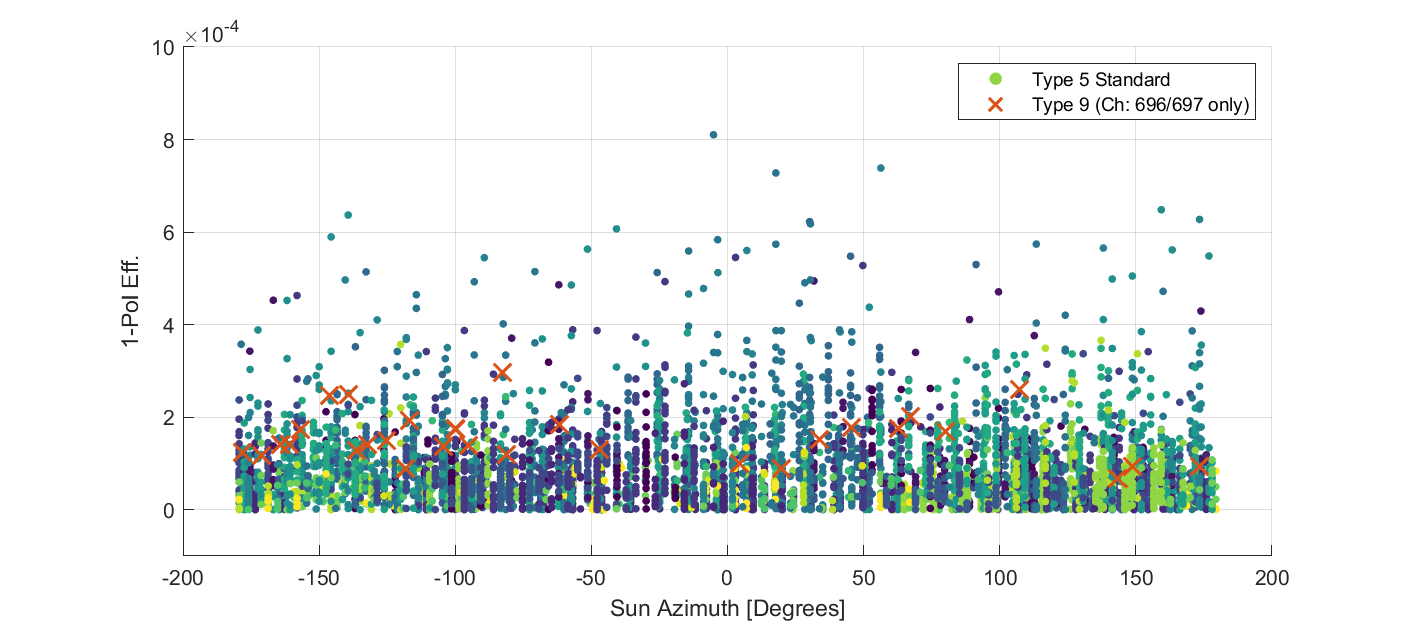 ×10-4
10
8
6
4
2
0
-200 -150 -100 -50 0 50 100 150 200
1-Pol Eff.
Sun Azimuth [Degrees]
Type 5 Standard
Type 9 (Ch: 696/697 only)